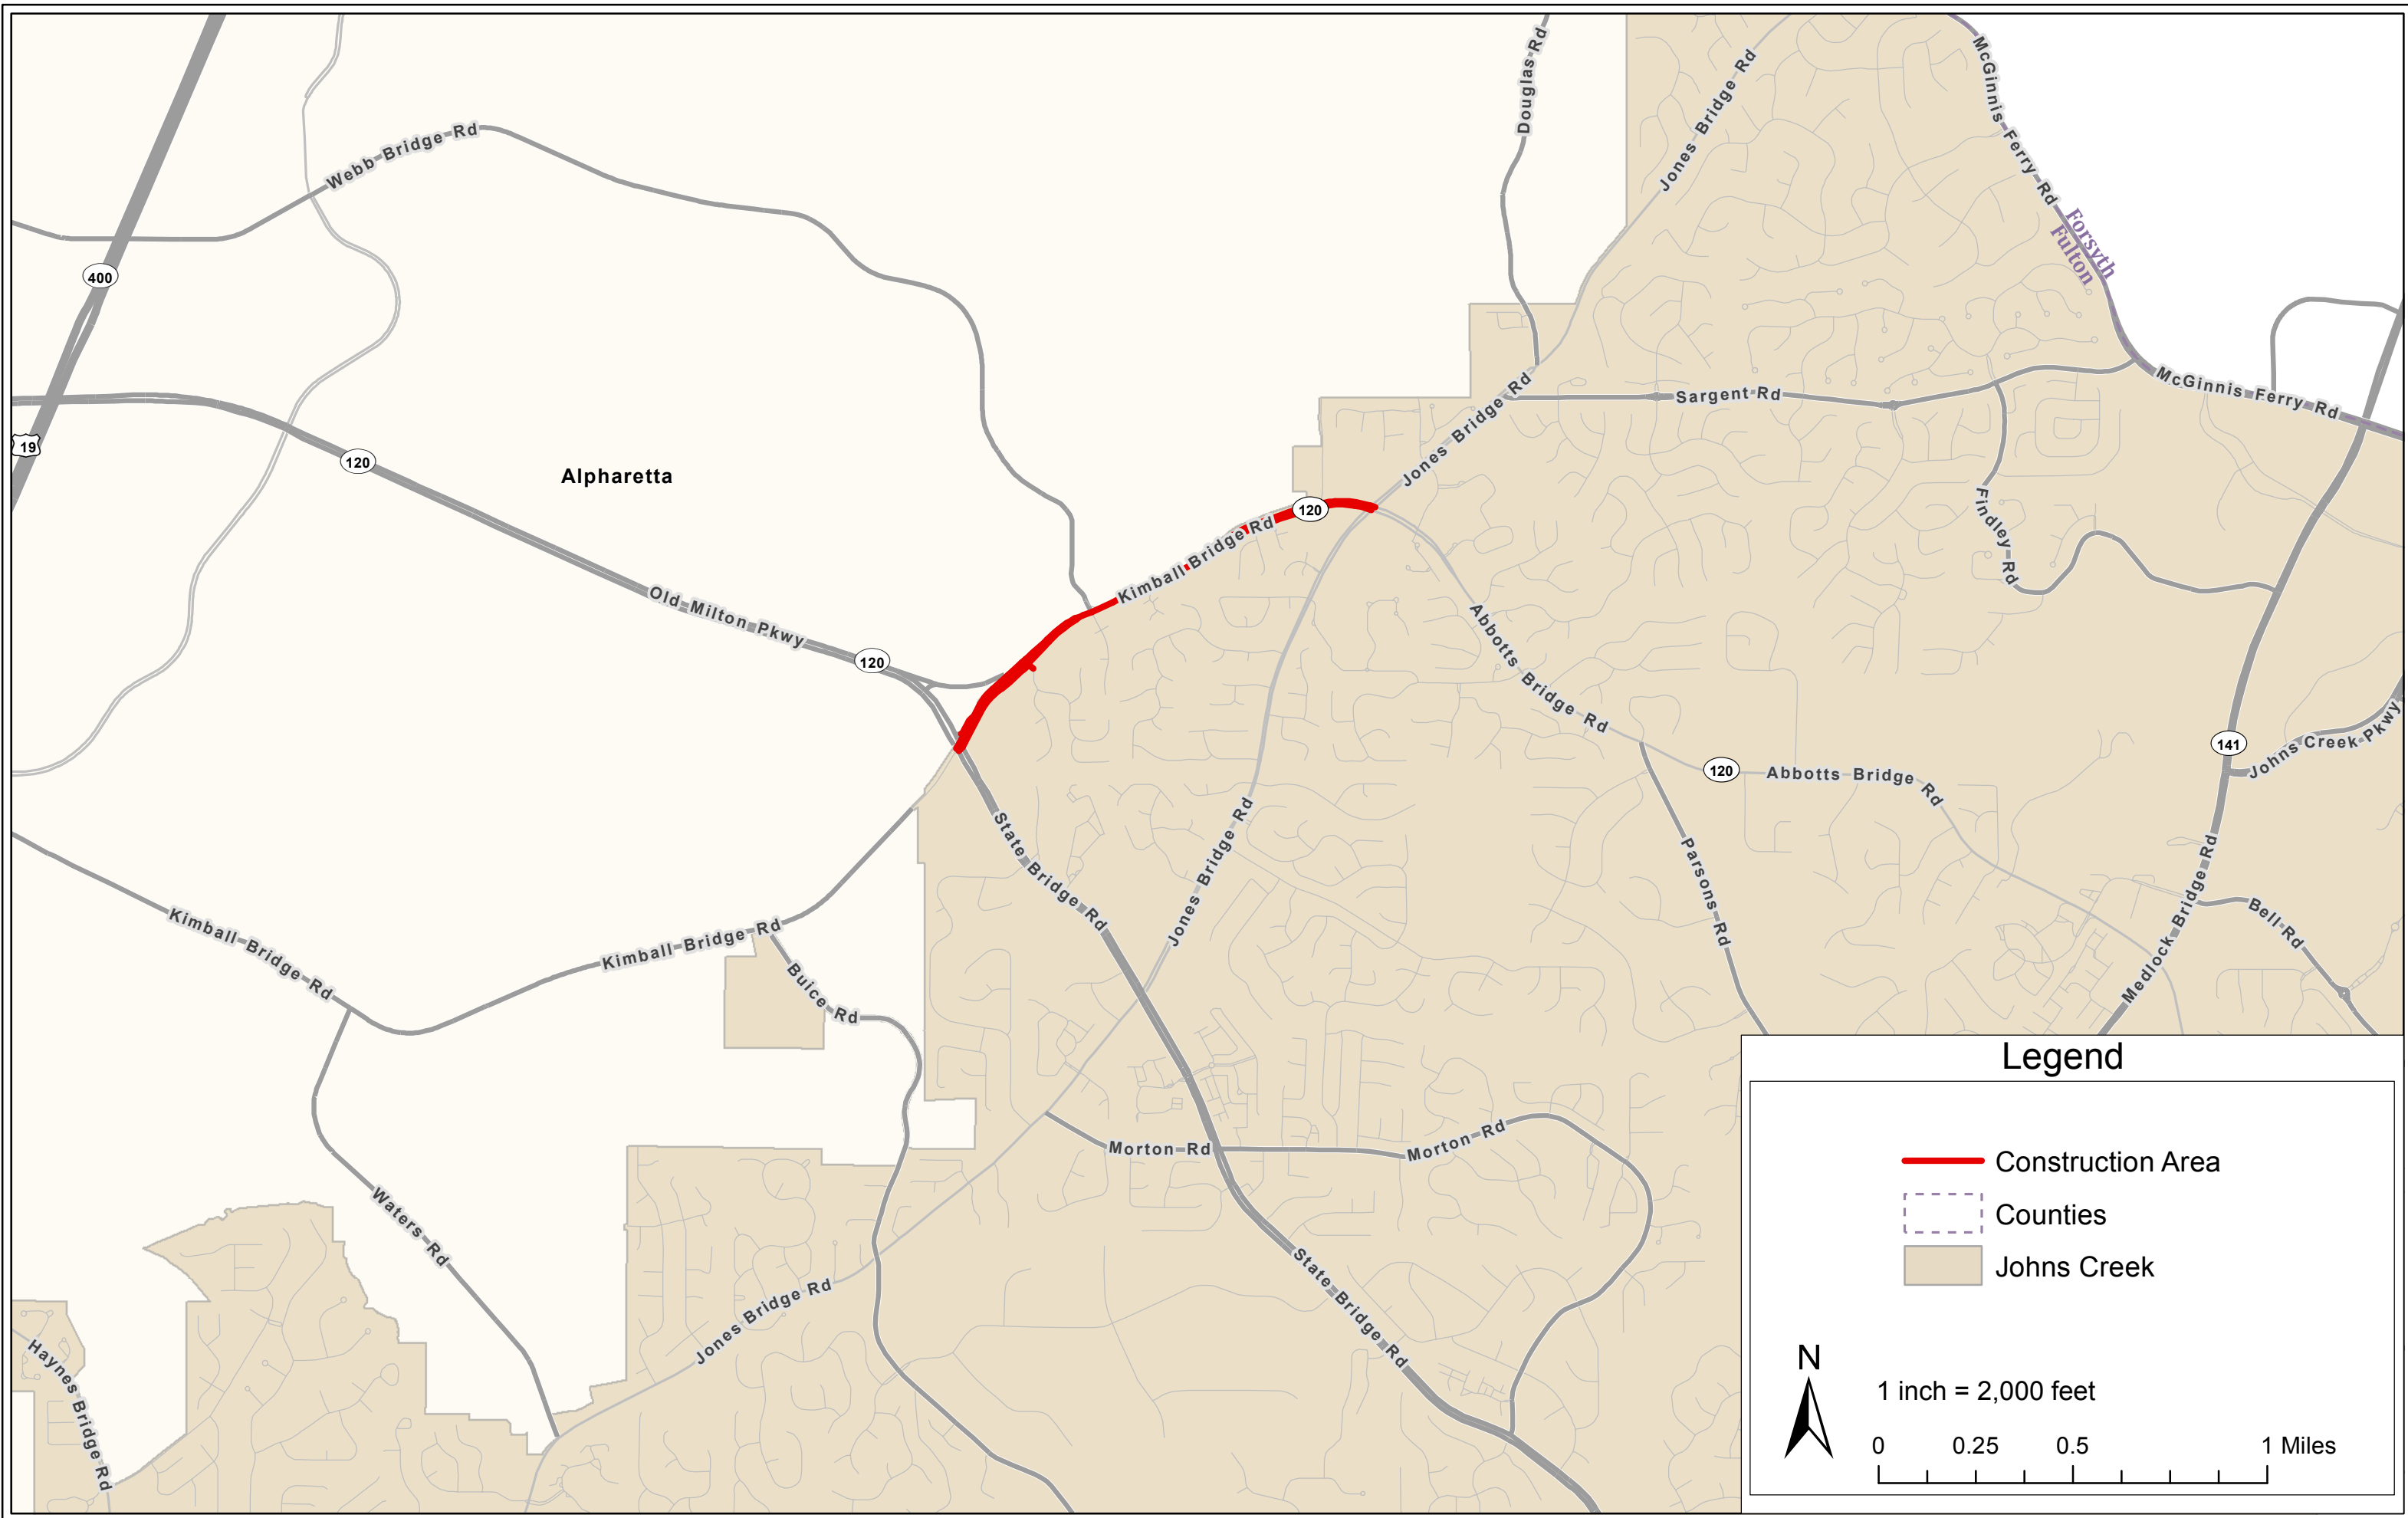 Douglas Rd
Jones Bridge Rd
McGinnis Ferry Rd
Webb Bridge Rd
Forsyth
Fulton
400
19
120
Alpharetta
Sargent Rd
McGinnis Ferry Rd
Jones Bridge Rd
120
Kimball Bridge Rd
Findley Rd
Old Milton Pkwy
120
Abbotts Bridge Rd
120
Abbotts Bridge Rd
141
Johns Creek Pkwy
State Bridge Rd
Jones Bridge Rd
Parsons Rd
Medlock Bridge Rd
Bell Rd
Kimball Bridge Rd
Kimball Bridge Rd
Buice Rd
Morton Rd
Morton Rd
Waters Rd
State Bridge Rd
Jones Bridge Rd
Haynes Bridge Rd
Legend
Construction Area
Counties
Johns Creek
N
1 inch = 2,000 feet
0 0.25 0.5 1 Miles